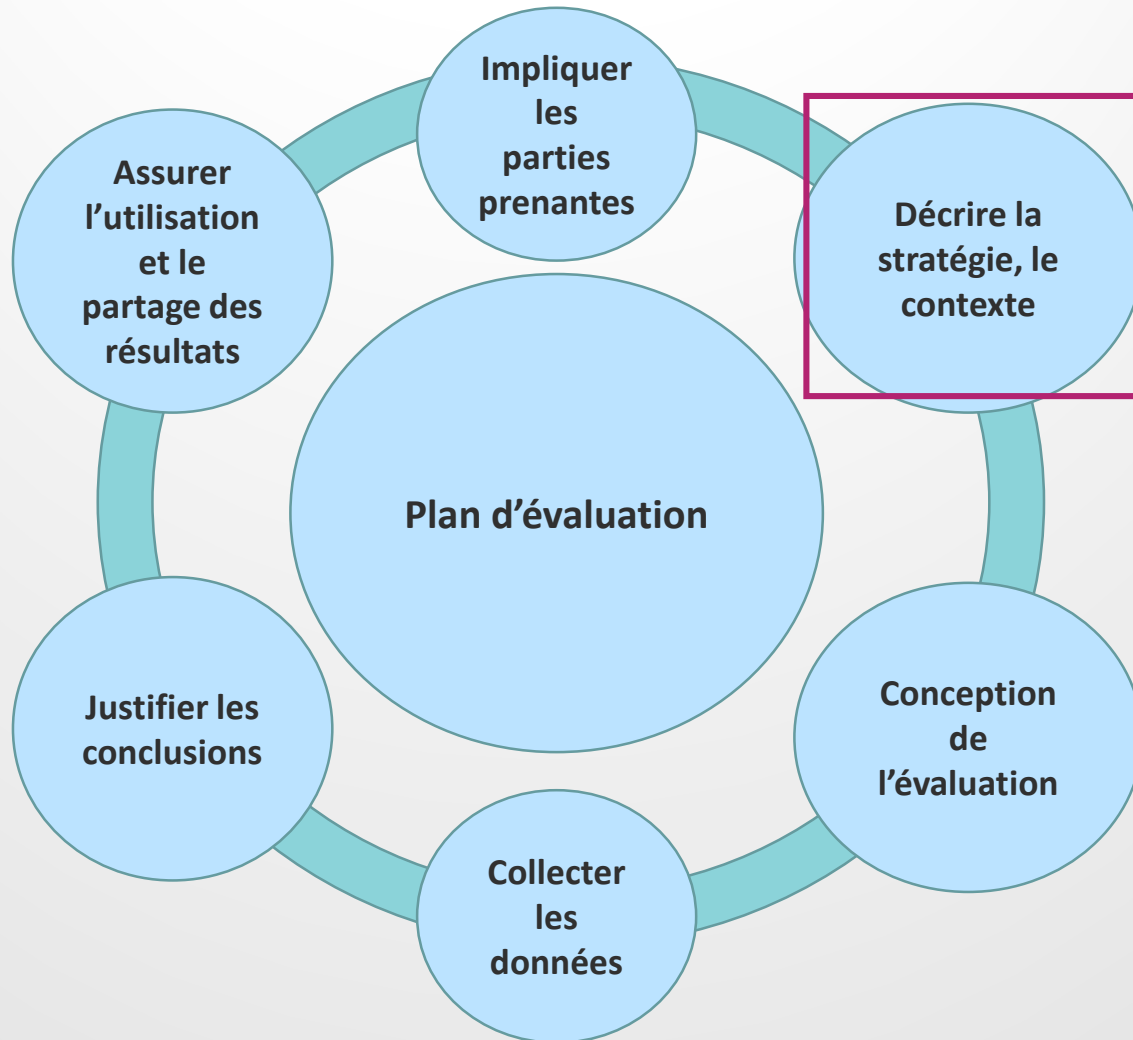 Impliquer
les
parties
prenantes
Décrire la
stratégie, le
contexte
Conception
de
l’évaluation
Collecter
les
données
Justifier les
conclusions
Assurer
l’utilisation
et le
partage des
résultats
Plan d’évaluation